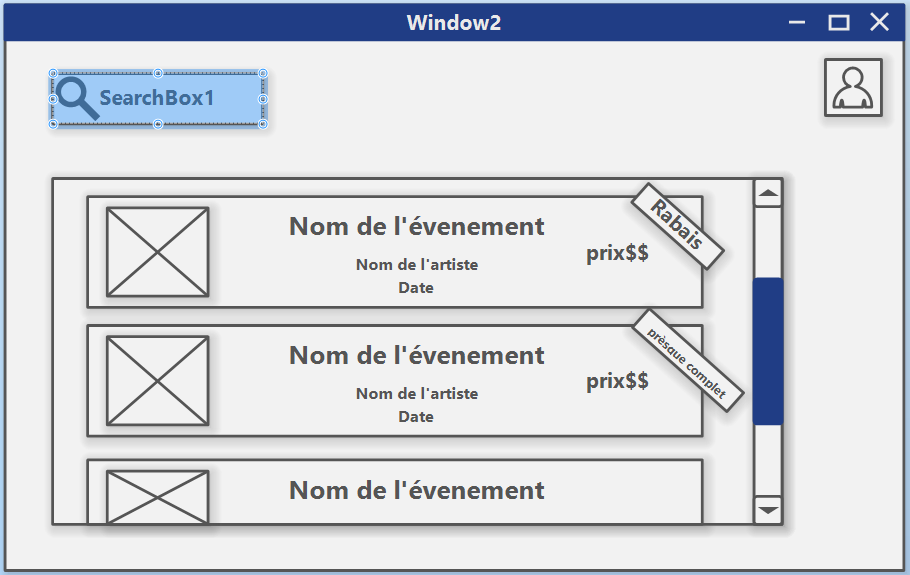 Window2
SearchBox1
Nom de l'évenement
Rabais
prix$$
Nom de l'artiste
Date
Nom de l'évenement
prèsque complet
prix$$
Nom de l'artiste
Date
Nom de l'évenement